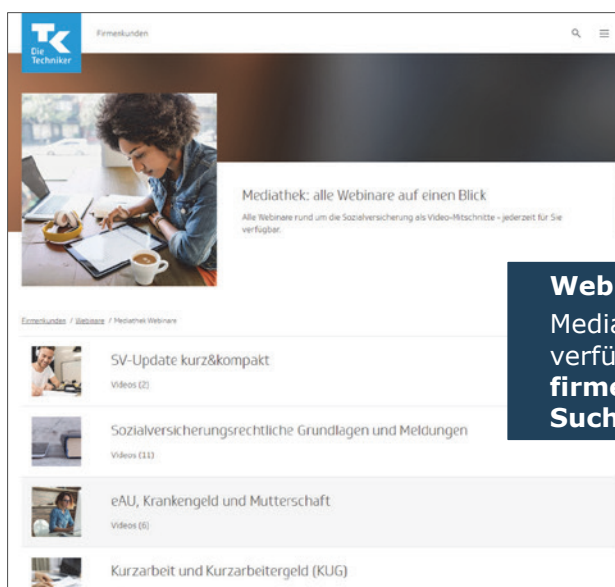 TK
Die
Techniker
Firmenkunden
Mediathek: alle Webinare auf einen Blick
Alle Webinare rund um die Sozialversicherung als Video-Mitschnitte – jederzeit für Sie
verfügbar.
Firmenkunden / Webinare / Mediathek Webinare
SV-Update kurz&kompakt
Videos (2)
Sozialversicherungsrechtliche Grundlagen und Meldungen
Videos (11)
eAU, Krankengeld und Mutterschaft
Videos (6)
Kurzarbeit und Kurzarbeitergeld (KUG)
Web
Media
verfü
firme
Such